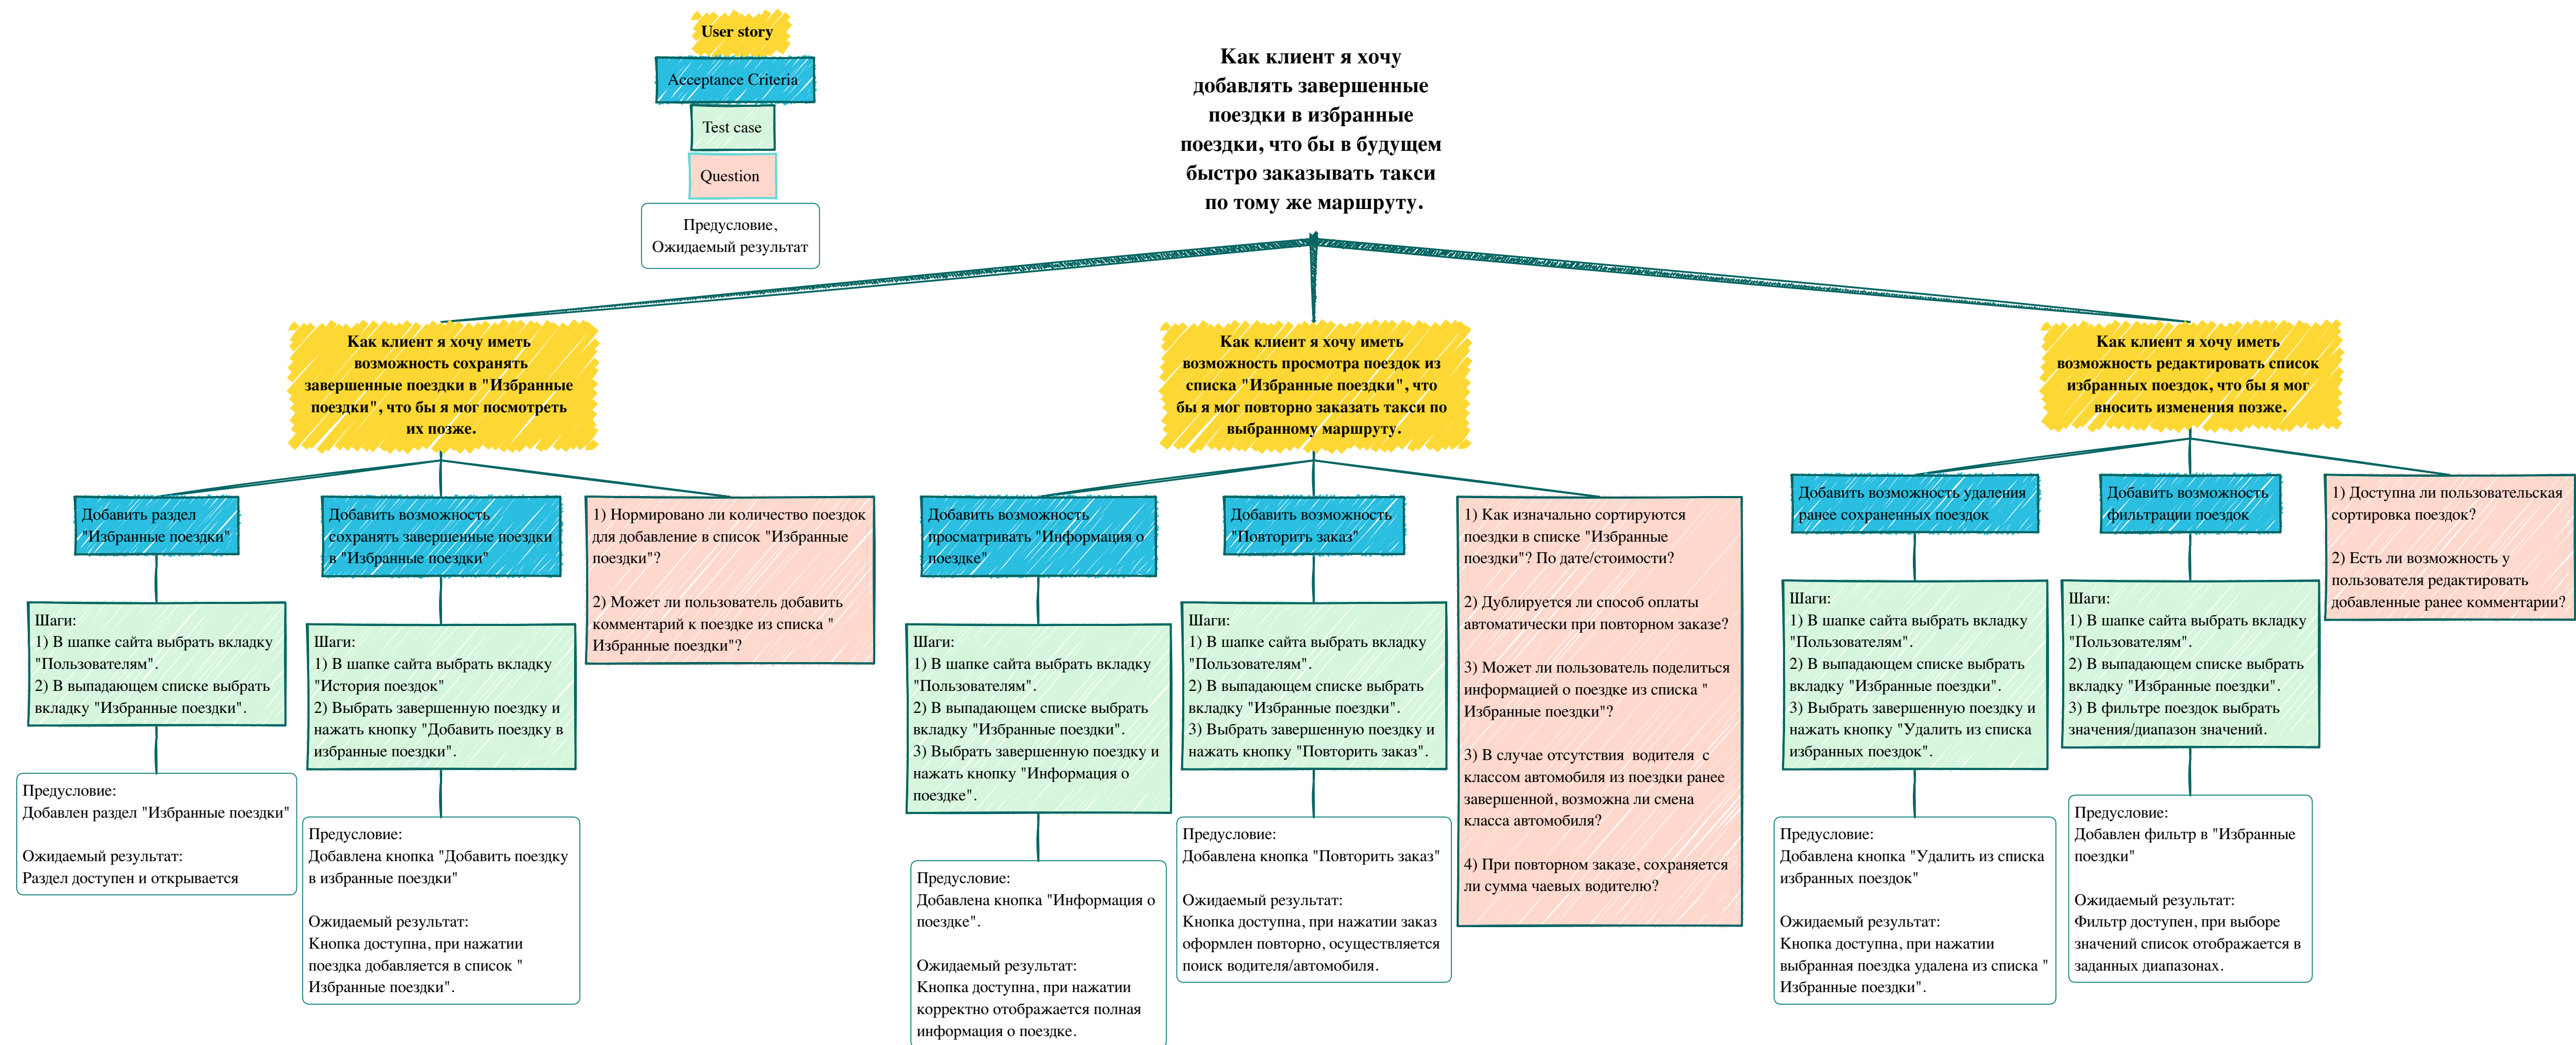 User story
Acceptance Criteria
Test case
Question
Предусловие,
Ожидаемый результат
Как клиент я хочу
добавлять завершенные
поездки в избранные
поездки, что бы в будущем
быстро заказывать такси
по тому же маршруту.
Как клиент я хочу иметь
возможность сохранять
завершенные поездки в "Избранные
поездки", что бы я мог посмотреть
их позже.
Добавить раздел
"Избранные поездки"
Шаги:
1) В шапке сайта выбрать вкладку
"Пользователям".
2) В выпадающем списке выбрать
вкладку "Избранные поездки".
Предусловие:
Добавлен раздел "Избранные поездки"
Ожидаемый результат:
Раздел доступен и открывается
Добавить возможность
сохранять завершенные поездки
в "Избранные поездки"
Шаги:
1) В шапке сайта выбрать вкладку
"История поездок"
2) Выбрать завершенную поездку и
нажать кнопку "Добавить поездку в
избранные поездки".
Предусловие:
Добавлена кнопка "Добавить поездку
в избранные поездки"
Ожидаемый результат:
Кнопка доступна, при нажатии
поездка добавляется в список "
Избранные поездки".
1) Нормировано ли количество поездок
для добавление в список "Избранные
поездки"?
2) Может ли пользователь добавить
комментарий к поездке из списка "
Избранные поездки"?
Как клиент я хочу иметь
возможность просмотра поездок из
списка "Избранные поездки", что
бы я мог повторно заказать такси по
выбранному маршруту.
Добавить возможность
просматривать "Информация о
поездке"
Шаги:
1) В шапке сайта выбрать вкладку
"Пользователям".
2) В выпадающем списке выбрать
вкладку "Избранные поездки".
3) Выбрать завершенную поездку и
нажать кнопку "Информация о
поездке".
Предусловие:
Добавлена кнопка "Информация о
поездке".
Ожидаемый результат:
Кнопка доступна, при нажатии
корректно отображается полная
информация о поездке.
Добавить возможность
"Повторить заказ"
Шаги:
1) В шапке сайта выбрать вкладку
"Пользователям".
2) В выпадающем списке выбрать
вкладку "Избранные поездки".
3) Выбрать завершенную поездку и
нажать кнопку "Повторить заказ".
Предусловие:
Добавлена кнопка "Повторить заказ"
Ожидаемый результат:
Кнопка доступна, при нажатии заказ
оформлен повторно, осуществляется
поиск водителя/автомобиля.
1) Как изначально сортируются
поездки в списке "Избранные
поездки"? По дате/стоимости?
2) Дублируется ли способ оплаты
автоматически при повторном заказе?
3) Может ли пользователь поделиться
информацией о поездке из списка "
Избранные поездки"?
3) В случае отсутствия  водителя  с
классом автомобиля из поездки ранее
завершенной, возможна ли смена
класса автомобиля?
4) При повторном заказе, сохраняется
ли сумма чаевых водителю?
Как клиент я хочу иметь
возможность редактировать список
избранных поездок, что бы я мог
вносить изменения позже.
Добавить возможность удаления
ранее сохраненных поездок
Шаги:
1) В шапке сайта выбрать вкладку
"Пользователям".
2) В выпадающем списке выбрать
вкладку "Избранные поездки".
3) Выбрать завершенную поездку и
нажать кнопку "Удалить из списка
избранных поездок".
Предусловие:
Добавлена кнопка "Удалить из списка
избранных поездок"
Ожидаемый результат:
Кнопка доступна, при нажатии
выбранная поездка удалена из списка "
Избранные поездки".
Добавить возможность
фильтрации поездок
Шаги:
1) В шапке сайта выбрать вкладку
"Пользователям".
2) В выпадающем списке выбрать
вкладку "Избранные поездки".
3) В фильтре поездок выбрать
значения/диапазон значений.
Предусловие:
Добавлен фильтр в "Избранные
поездки"
Ожидаемый результат:
Фильтр доступен, при выборе
значений список отображается в
заданных диапазонах.
1) Доступна ли пользовательская
сортировка поездок?
2) Есть ли возможность у
пользователя редактировать
добавленные ранее комментарии?